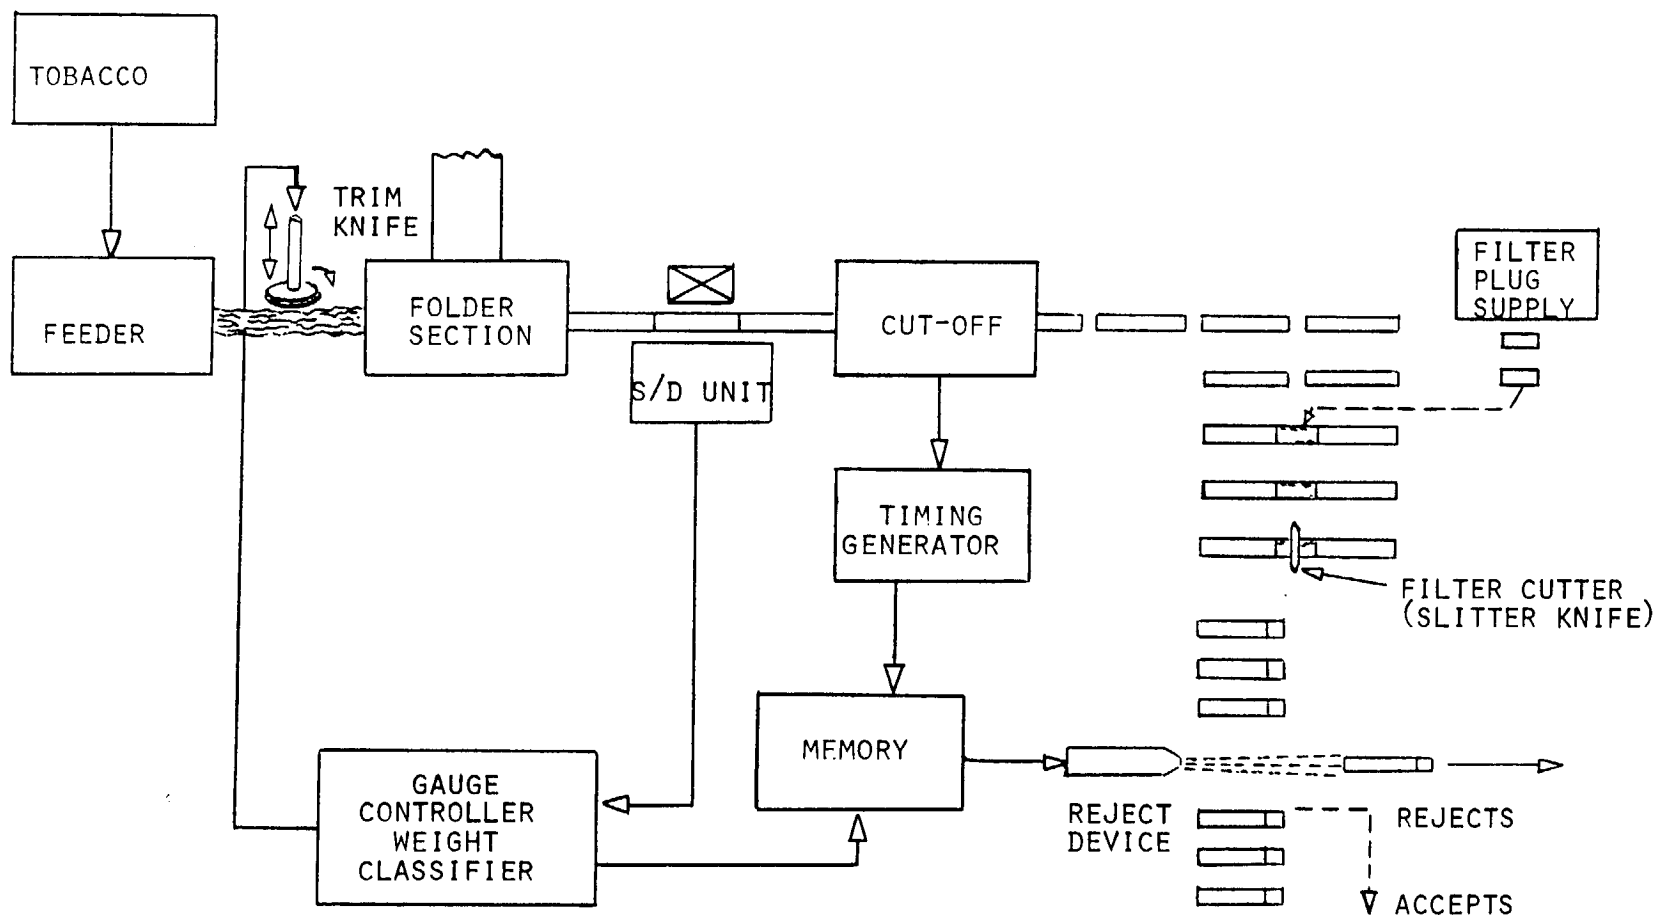 TOBACCO
TRIM
KNIFE
FEEDER
FOLDER
SECTION
S/D UNIT
CUT-OFF
FILTER
PLUG
SUPPLY
TIMING
GENERATOR
FILTER CUTTER
(SLITTER KNIFE)
MEMORY
GAUGE
CONTROLLER
WEIGHT
CLASSIFIER
REJECT
DEVICE
REJECTS
ACCEPTS